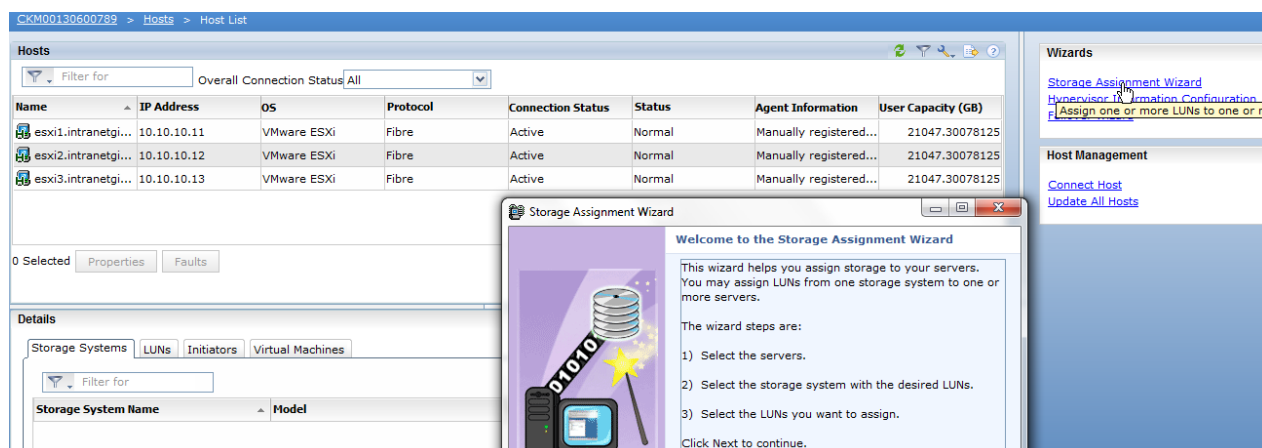 CKM00130600789 > Hosts > Host List
Hosts
Filter for Overall Connection Status All
Name IP Address OS Protocol Connection Status Status Agent Information User Capacity (GB)
esxi1.intranetgi... 10.10.10.11 VMware ESXi Fibre Active Normal Manually registered... 21047.30078125
esxi2.intranetgi... 10.10.10.12 VMware ESXi Fibre Active Normal Manually registered... 21047.30078125
esxi3.intranetgi... 10.10.10.13 VMware ESXi Fibre Active Normal Manually registered... 21047.30078125
0 Selected Properties Faults
Details
Storage Systems LUNs Initiators Virtual Machines
Filter for
Storage System Name Model
Storage Assignment Wizard
Welcome to the Storage Assignment Wizard
This wizard helps you assign storage to your servers.
You may assign LUNs from one storage system to one or
more servers.
The wizard steps are:
1) Select the servers.
2) Select the storage system with the desired LUNs.
3) Select the LUNs you want to assign.
Click Next to continue.
01010
Wizards
Storage Assignment Wizard
Hypervisor Information Configuration
Assign one or more LUNs to one or
Host Management
Connect Host
Update All Hosts